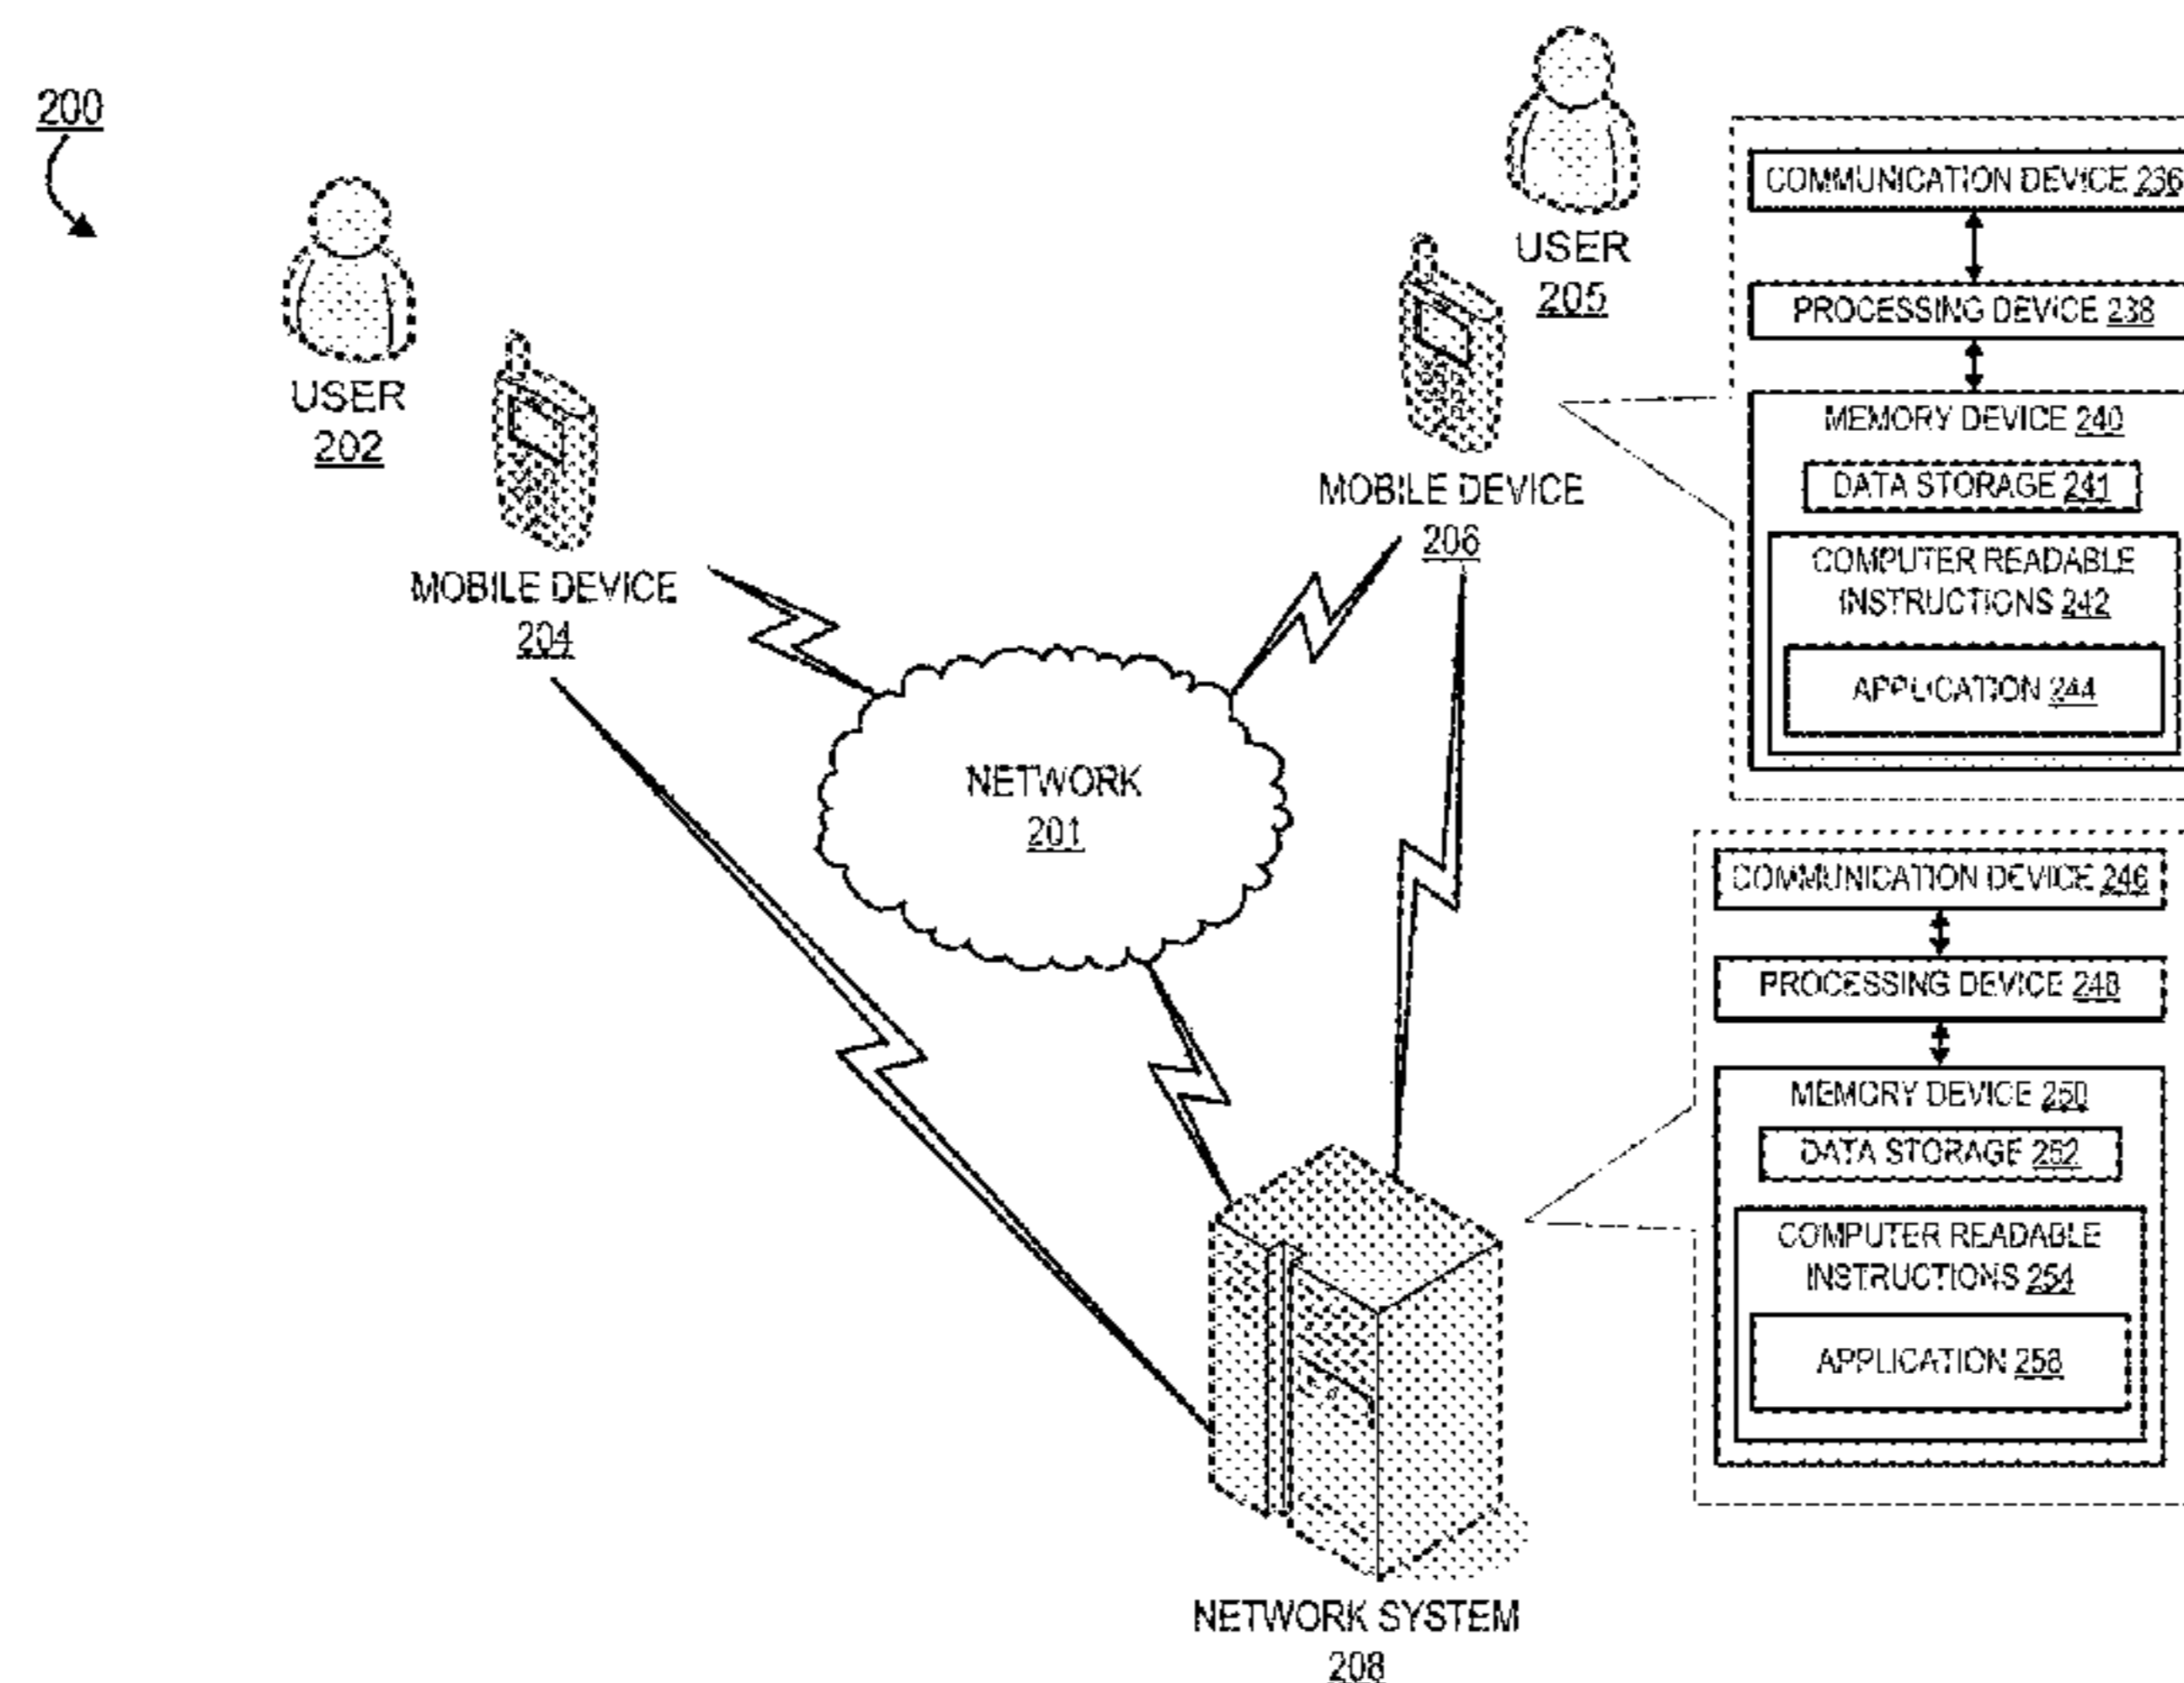 200
USER
202
MOBILE DEVICE
204
USER
205
MOBILE DEVICE
206
NETWORK
201
NETWORK SYSTEM
208
COMMUNICATION DEVICE 236
PROCESSING DEVICE 238
MEMORY DEVICE 240
DATA STORAGE 241
COMPUTER READABLE
INSTRUCTIONS 242
APPLICATION 244
COMMUNICATION DEVICE 246
PROCESSING DEVICE 248
MEMORY DEVICE 250
DATA STORAGE 252
COMPUTER READABLE
INSTRUCTIONS 254
APPLICATION 258